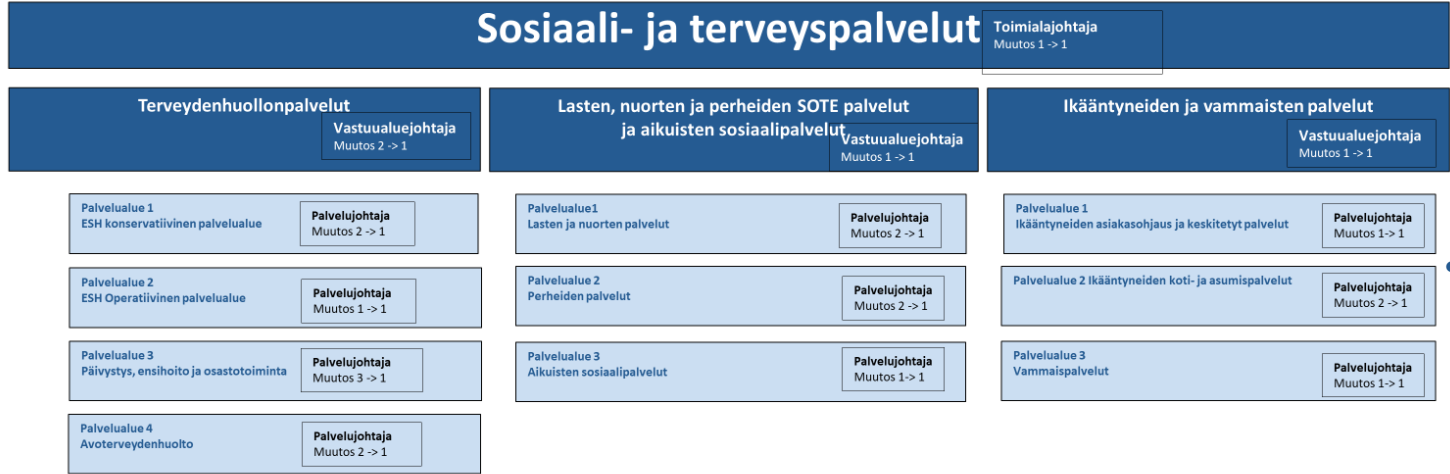 Sosiaali- ja terveyspalvelut
Toimialajohtaja
Muutos 1 -> 1
Terveydenhuollonpalvelut
Vastuualuejohtaja
Muutos 2 -> 1
Palvelualue 1
ESH konservatiivinen palvelualue
Palvelujohtaja
Muutos 2 -> 1
Palvelualue 2
ESH Operatiivinen palvelualue
Palvelujohtaja
Muutos 1 -> 1
Palvelualue 3
Päivystys, ensihoito ja osastotoiminta
Palvelujohtaja
Muutos 3 -> 1
Palvelualue 4
Avoterveydenhuolto
Palvelujohtaja
Muutos 2 -> 1
Lasten, nuorten ja perheiden SOTE palvelut
ja aikuisten sosiaalipalvelut
Vastuualuejohtaja
Muutos 1 -> 1
Palvelualue1
Lasten ja nuorten palvelut
Palvelujohtaja
Muutos 2 -> 1
Palvelualue 2
Perheiden palvelut
Palvelujohtaja
Muutos 2 -> 1
Palvelualue 3
Aikuisten sosiaalipalvelut
Palvelujohtaja
Muutos 1-> 1
Ikääntyneiden ja vammaisten palvelut
Vastuualuejohtaja
Muutos 1 -> 1
Palvelualue 1
Ikääntyneiden asiakasohjaus ja keskitetyt palvelut
Palvelujohtaja
Muutos 1-> 1
Palvelualue 2 Ikääntyneiden koti- ja asumispalvelut
Palvelujohtaja
Muutos 2 -> 1
Palvelualue 3
Vammaispalvelut
Palvelujohtaja
Muutos 1-> 1